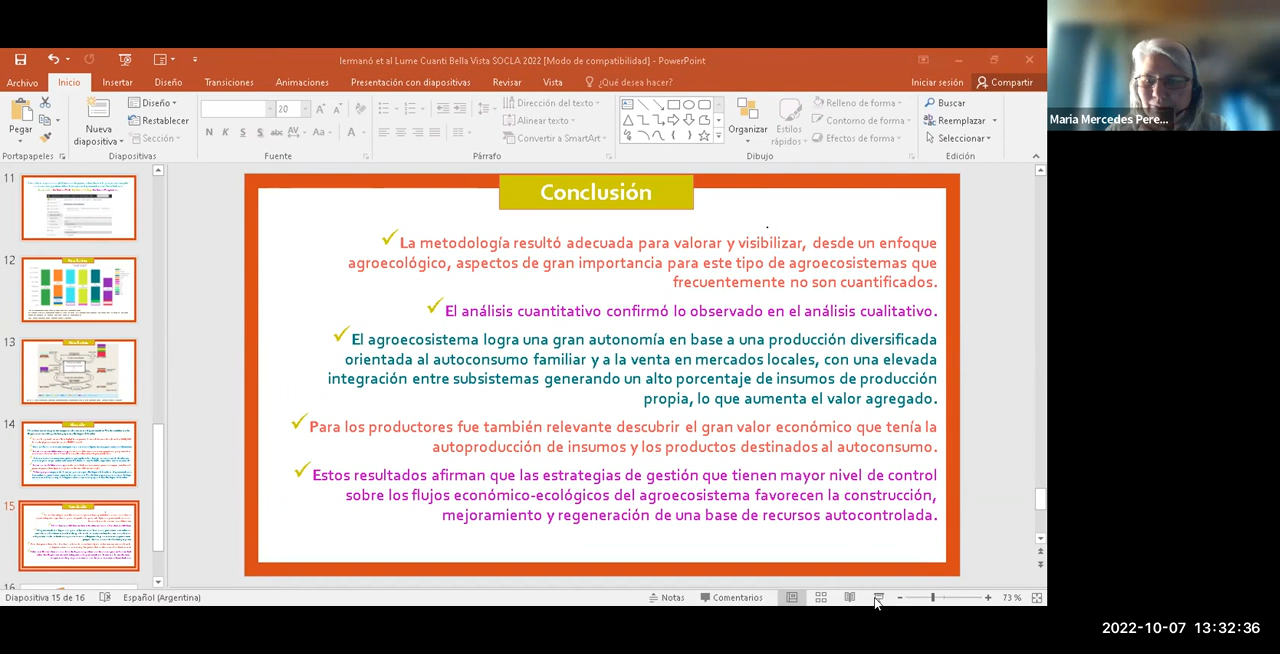 lermanó et al Lume Cuanti Bella Vista SOCLA 2022 [Modo de compatibilidad] - PowerPoint
Archivo Inicio Insertar Diseño Transiciones Animaciones Presentación con diapositivas Revisar Vista ¿Qué desea hacer? Iniciar sesión Compartir
Pegar
Nueva diapositiva
Diseño
Restablecer
Sección
20
N K S S abc AV Aa A
Dirección del texto
Alinear texto
Convertir a SmartArt
Organizar
Estilos rápidos
Relleno de forma
Contorno de forma
Efectos de forma
Buscar
Reemplazar
Seleccionar
Portapapeles Diapositivas Fuente Párrafo Dibujo Edición
11
12
13
14
15
16
Conclusión
La metodología resultó adecuada para valorar y visibilizar, desde un enfoque
agroecológico, aspectos de gran importancia para este tipo de agroecosistemas que
frecuentemente no son cuantificados.
El análisis cuantitativo confirmó lo observado en el análisis cualitativo.
El agroecosistema logra una gran autonomía en base a una producción diversificada
orientada al autoconsumo familiar y a la venta en mercados locales, con una elevada
integración entre subsistemas generando un alto porcentaje de insumos de producción
propia, lo que aumenta el valor agregado.
Para los productores fue también relevante descubrir el gran valor económico que tenía la
autoproducción de insumos y los productos destinados al autoconsumo.
Estos resultados afirman que las estrategias de gestión que tienen mayor nivel de control
sobre los flujos económico-ecológicos del agroecosistema favorecen la construcción,
mejoramiento y regeneración de una base de recursos autocontrolada.
Diapositiva 15 de 16 Español (Argentina) Notas Comentarios 73 %
Maria Mercedes Pere...
2022-10-07 13:32:36